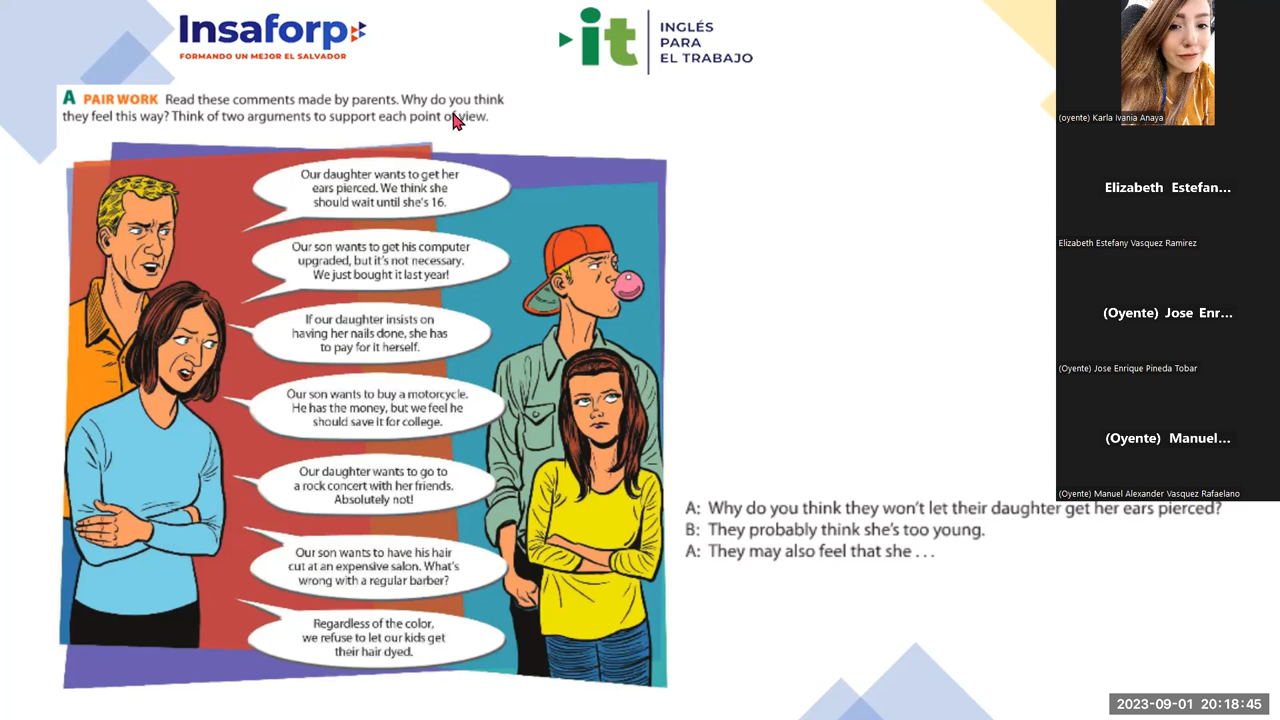 Insaforp
FORMANDO UN MEJOR EL SALVADOR
it
INGLÉS
PARA
EL TRABAJO
A PAIR WORK Read these comments made by parents. Why do you think
they feel this way? Think of two arguments to support each point of view.
Our daughter wants to get her
ears pierced. We think she
should wait until she's 16.
Our son wants to get his computer
upgraded, but it's not necessary.
We just bought it last year!
If our daughter insists on
having her nails done, she has
to pay for it herself.
Our son wants to buy a motorcycle.
He has the money, but we feel he
should save it for college.
Our daughter wants to go to
a rock concert with her friends.
Absolutely not!
Our son wants to have his hair
cut at an expensive salon. What's
wrong with a regular barber?
Regardless of the color,
we refuse to let our kids get
their hair dyed.
A: Why do you think they won't let their daughter get her ears pierced?
B: They probably think she's too young.
A: They may also feel that she ...
(oyente) Karla Ivania Anaya
Elizabeth Estefan...
Elizabeth Estefany Vasquez Ramirez
(Oyente) Jose Enr...
(Oyente) Jose Enrique Pineda Tobar
(Oyente) Manuel...
(Oyente) Manuel Alexander Vasquez Rafaelano
2023-09-01 20:18:45